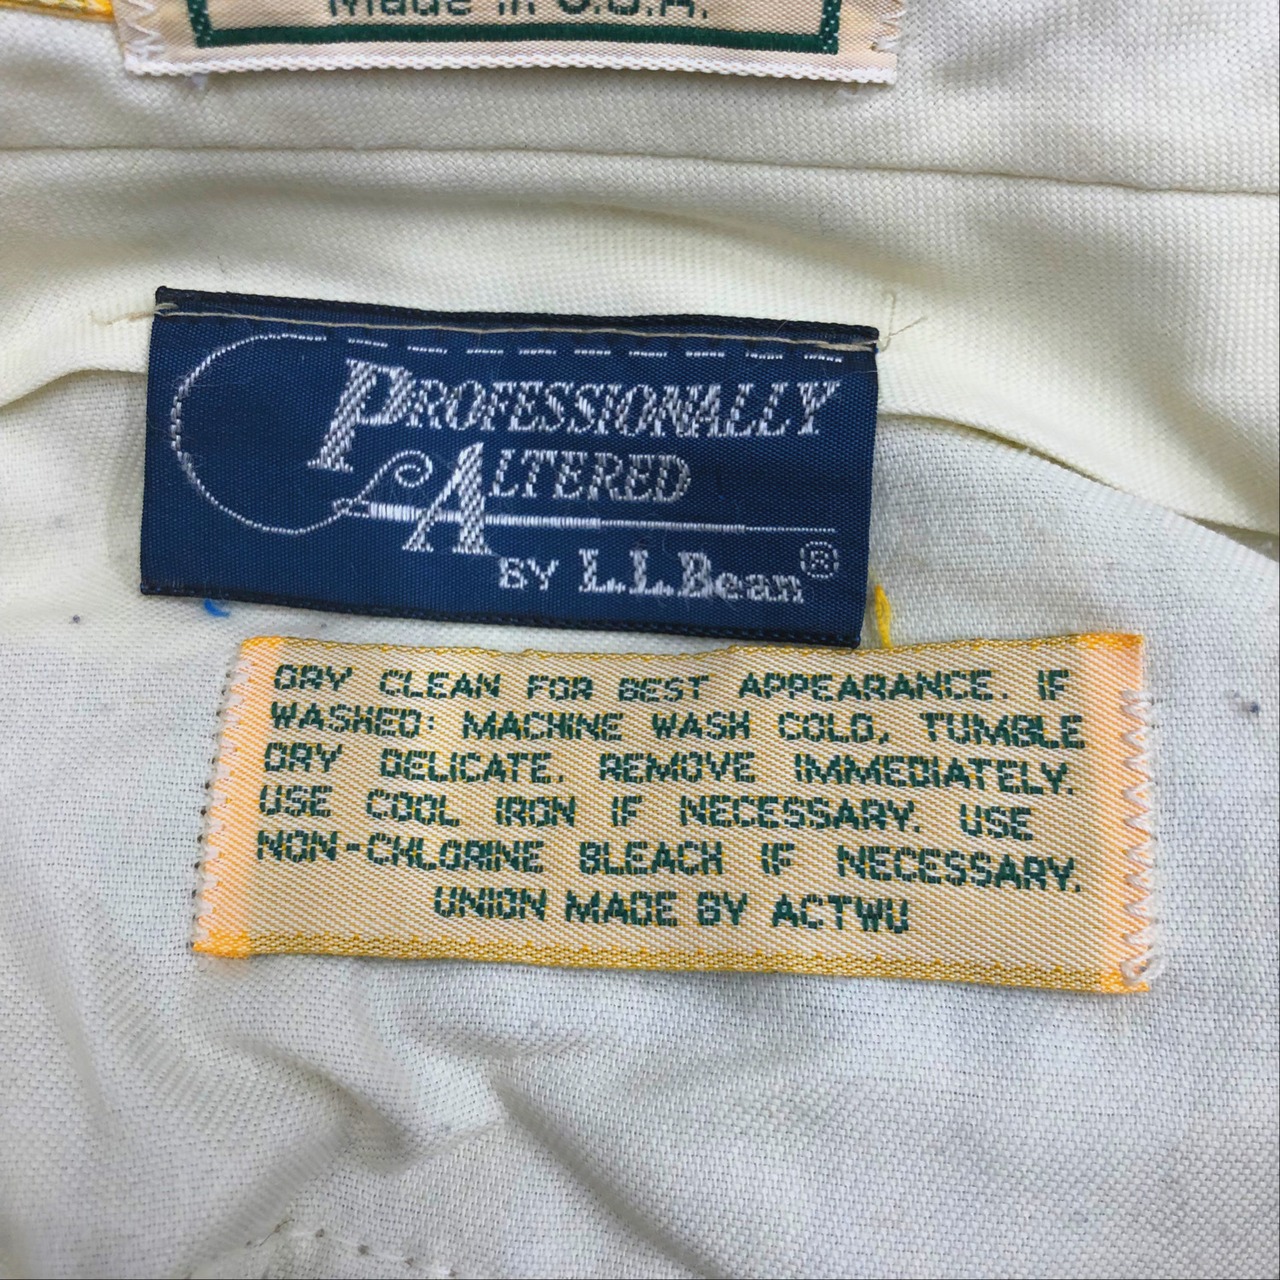 Made in U.S.A.
PROFESSIONALLY
ALTERED
BY L.L.Bean®
DRY CLEAN FOR BEST APPEARANCE. IF
WASHED: MACHINE WASH COLD, TUMBLE
DRY DELICATE. REMOVE IMMEDIATELY.
USE COOL IRON IF NECESSARY. USE
NON-CHLORINE BLEACH IF NECESSARY.
UNION MADE BY ACTWU